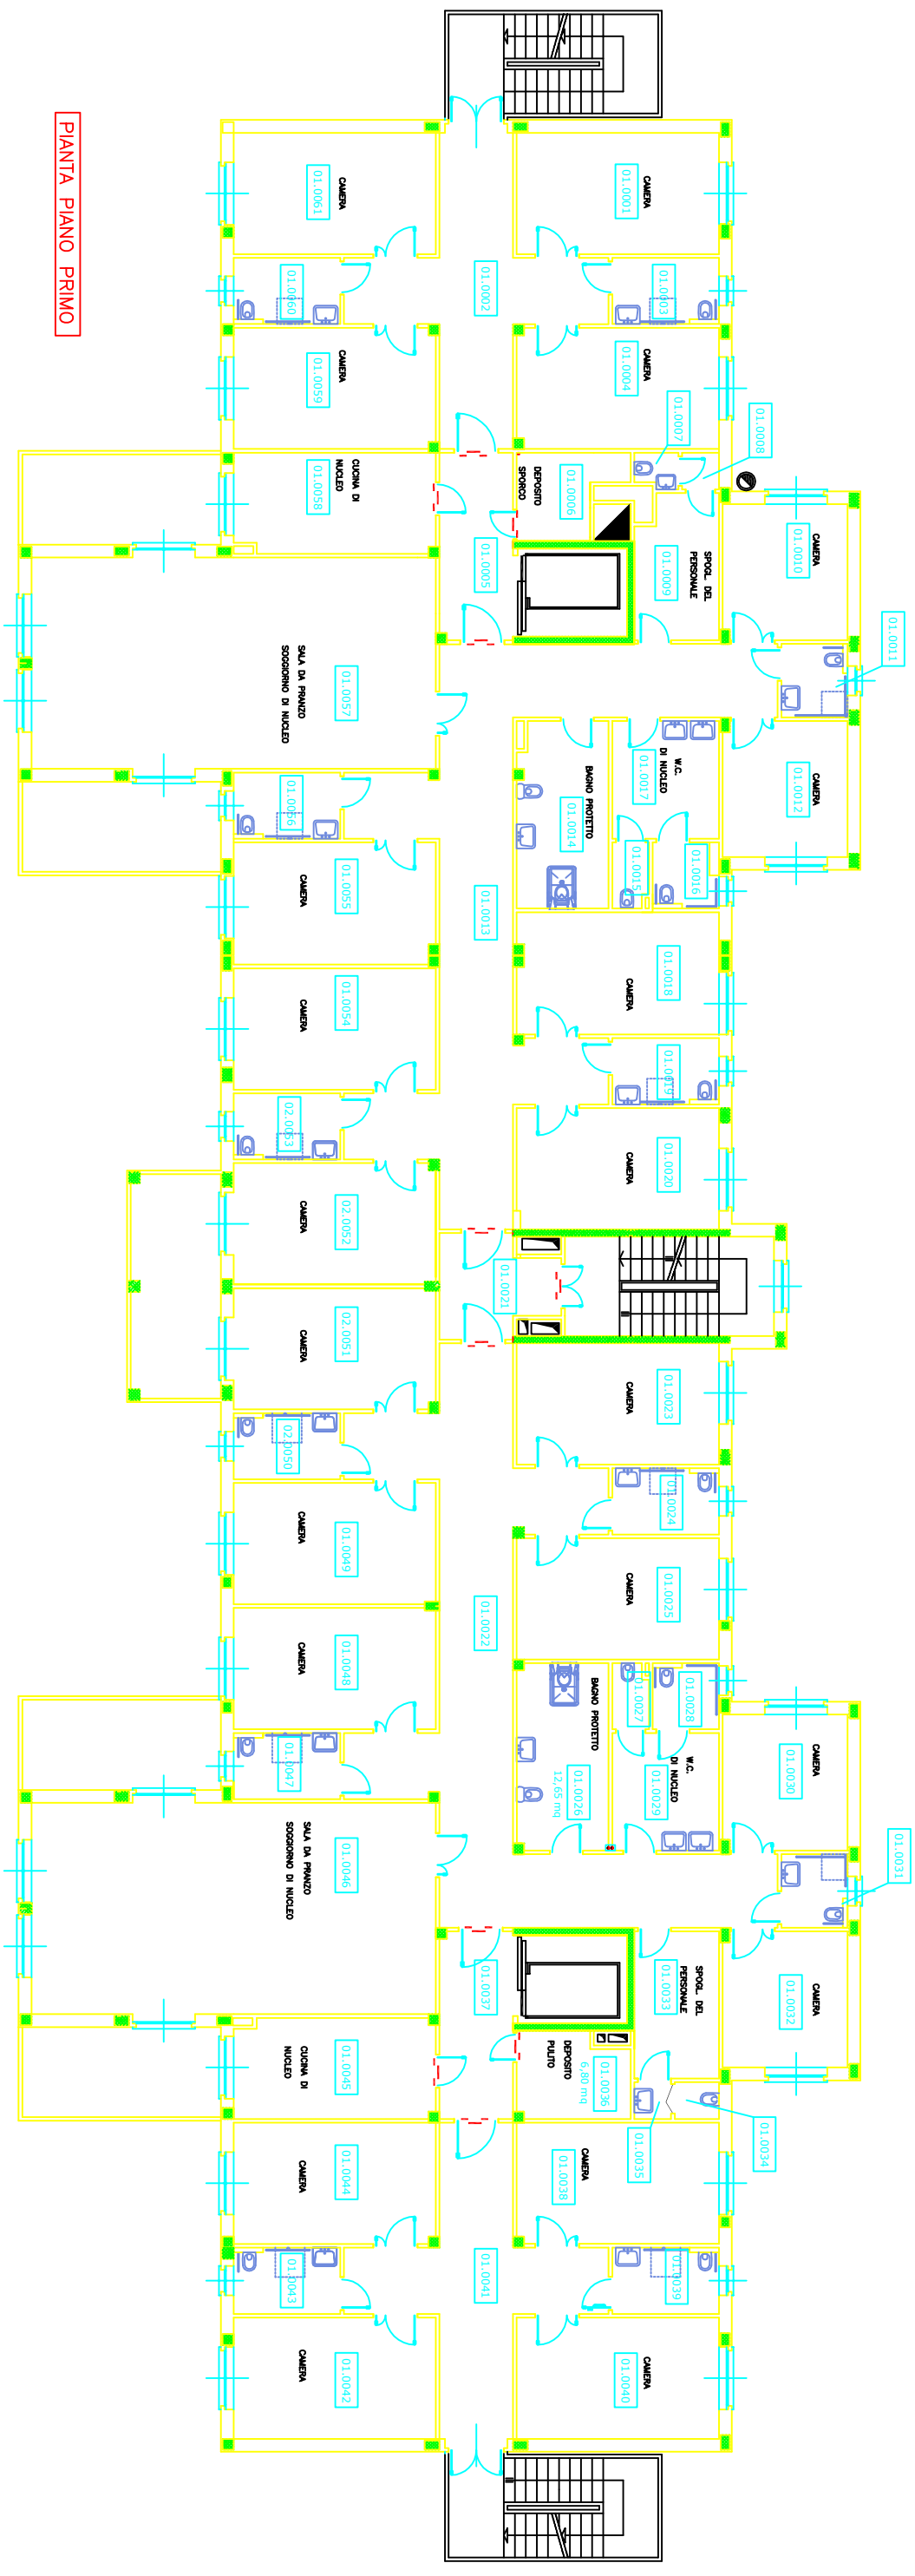 PIANTA PIANO PRIMO
CAMERA
01.0061
CAMERA
01.0001
01.0002
01.0060
01.0003
CAMERA
01.0059
CAMERA
01.0004
01.0007
01.0008
CUCINA DI
NUCLEO
01.0058
DEPOSITO
SPORCO
01.0006
01.0005
SPOGL. DEL
PERSONALE
01.0009
CAMERA
01.0010
01.0011
SALA DA PRANZO
SOGGIORNO DI NUCLEO
01.0057
01.0056
BAGNO PROTETTO
01.0014
W.C.
DI NUCLEO
01.0017
CAMERA
01.0012
01.0015
01.0016
CAMERA
01.0055
01.0013
CAMERA
01.0018
CAMERA
01.0054
01.0019
02.0053
CAMERA
01.0020
CAMERA
02.0052
01.0021
CAMERA
02.0051
CAMERA
01.0023
02.0050
01.0024
CAMERA
01.0049
CAMERA
01.0025
01.0022
CAMERA
01.0048
01.0027
01.0028
BAGNO PROTETTO
01.0026
12,65 mq
W.C.
DI NUCLEO
01.0029
CAMERA
01.0030
01.0047
01.0031
SALA DA PRANZO
SOGGIORNO DI NUCLEO
01.0046
01.0037
SPOGL. DEL
PERSONALE
01.0033
CAMERA
01.0032
CUCINA DI
NUCLEO
01.0045
DEPOSITO
PULITO
01.0036
6,80 mq
01.0035
01.0034
CAMERA
01.0044
CAMERA
01.0038
01.0043
01.0041
01.0039
CAMERA
01.0042
CAMERA
01.0040